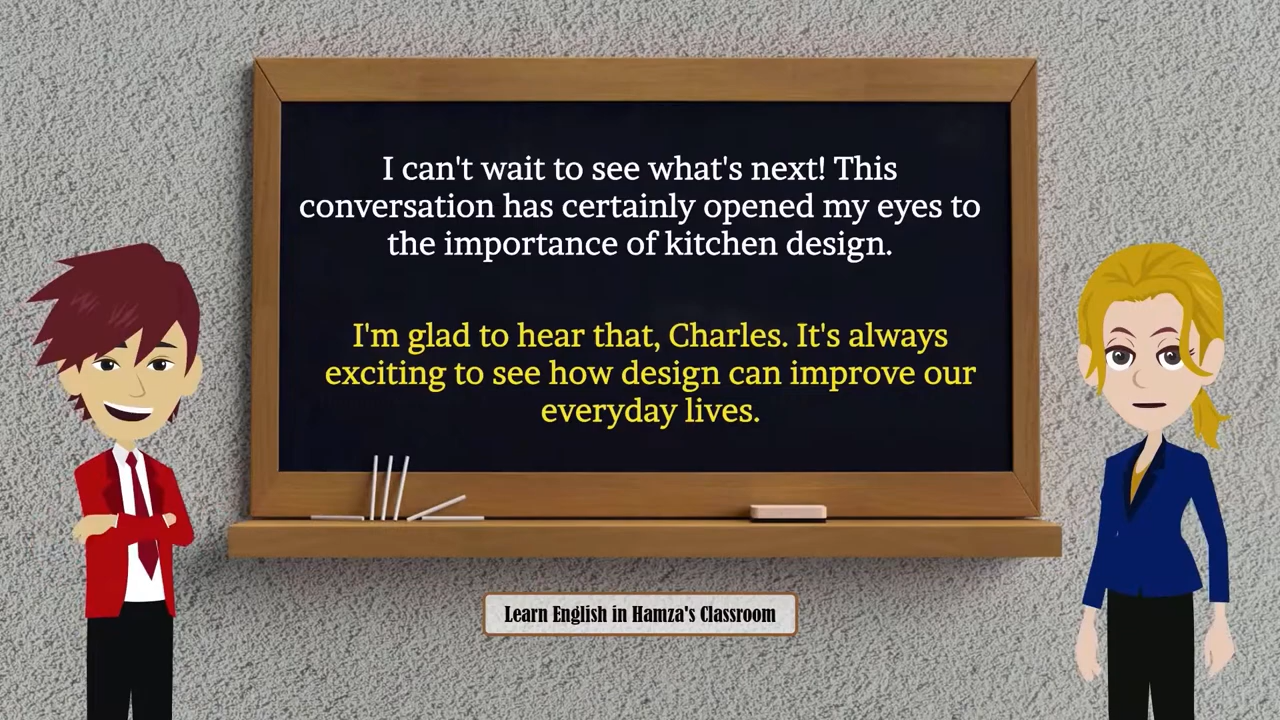 I can't wait to see what's next! This
conversation has certainly opened my eyes to
the importance of kitchen design.
I'm glad to hear that, Charles. It's always
exciting to see how design can improve our
everyday lives.
Learn English in Hamza's Classroom